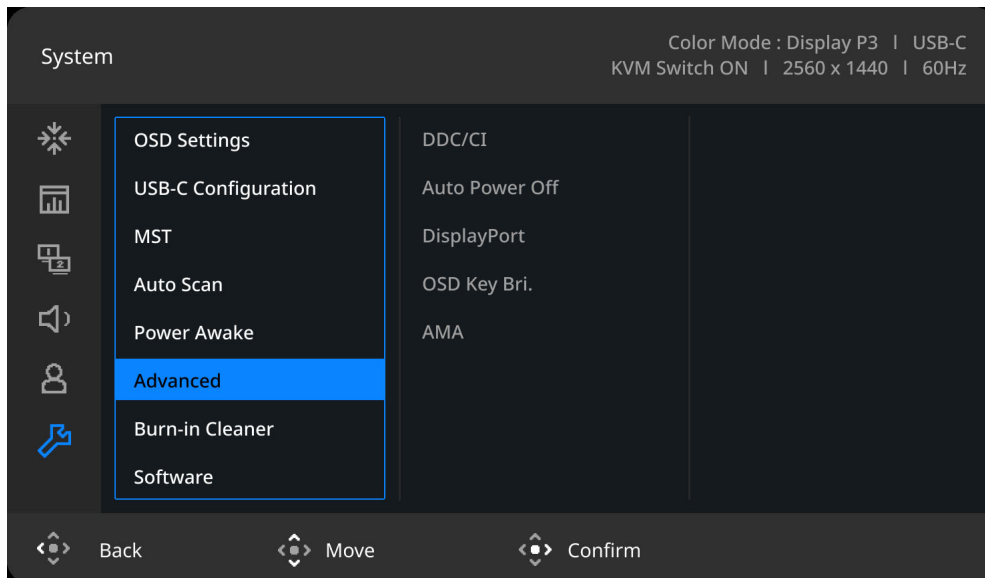 System
Color Mode : Display P3 l USB-C
KVM Switch ON l 2560 x 1440 l 60Hz
OSD Settings
USB-C Configuration
MST
Auto Scan
Power Awake
Advanced
Burn-in Cleaner
Software
DDC/CI
Auto Power Off
DisplayPort
OSD Key Bri.
AMA
1
2
Back
Move
Confirm